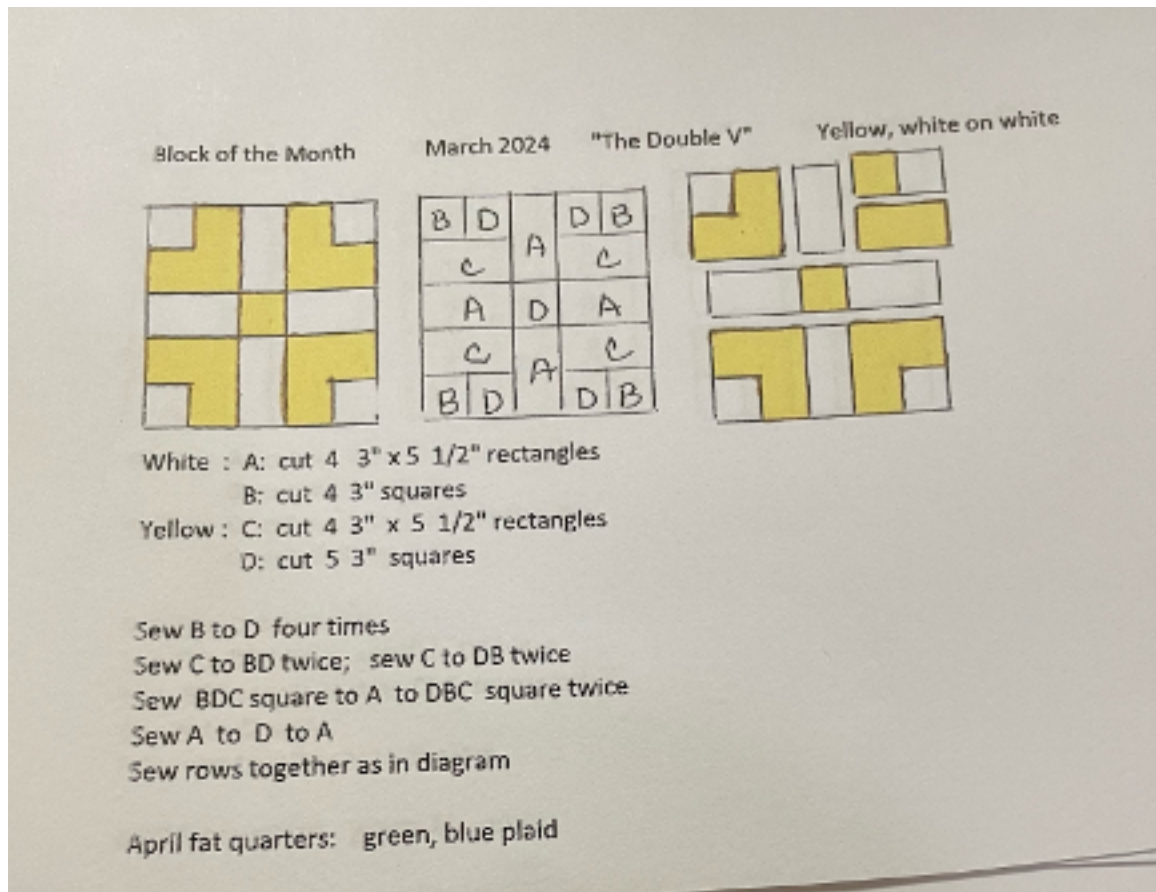 Block of the Month March 2024 "The Double V" Yellow, white on white
B D A D B
C C
A D A
C C
B D A D B
White : A: cut 4 3" x 5 1/2" rectangles
B: cut 4 3" squares
Yellow : C: cut 4 3" x 5 1/2" rectangles
D: cut 5 3" squares
Sew B to D four times
Sew C to BD twice; sew C to DB twice
Sew BDC square to A to DBC square twice
Sew A to D to A
Sew rows together as in diagram
April fat quarters: green, blue plaid